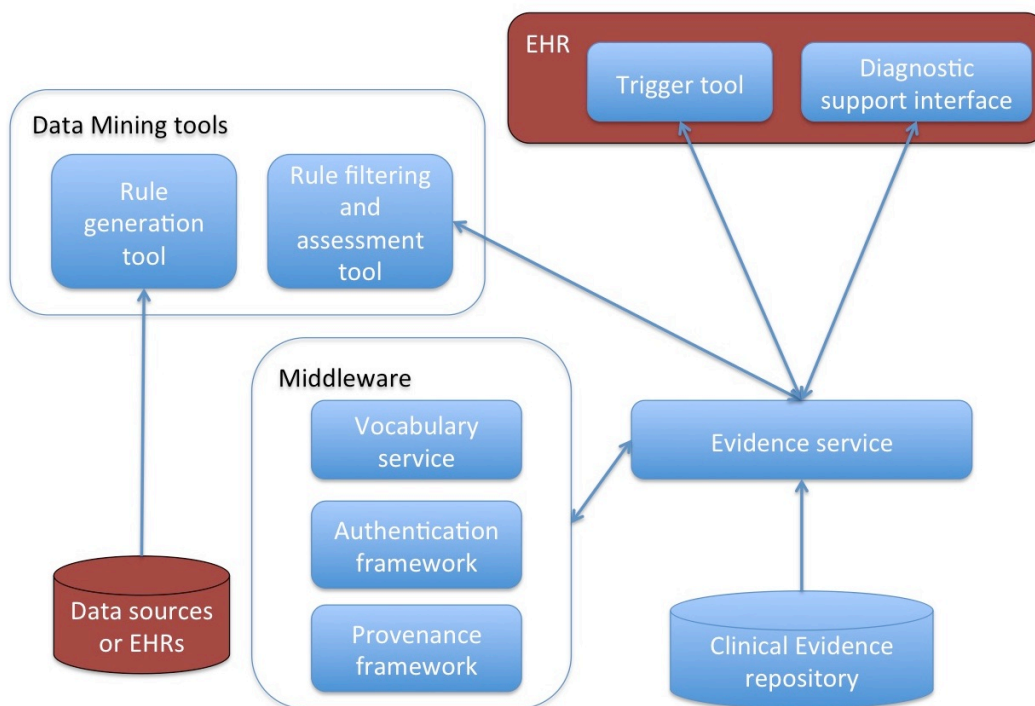 EHR
Trigger tool
Diagnostic
support interface
Data Mining tools
Rule
generation
tool
Rule filtering
and
assessment
tool
Middleware
Vocabulary
service
Authentication
framework
Provenance
framework
Evidence service
Data sources
or EHRs
Clinical Evidence
repository